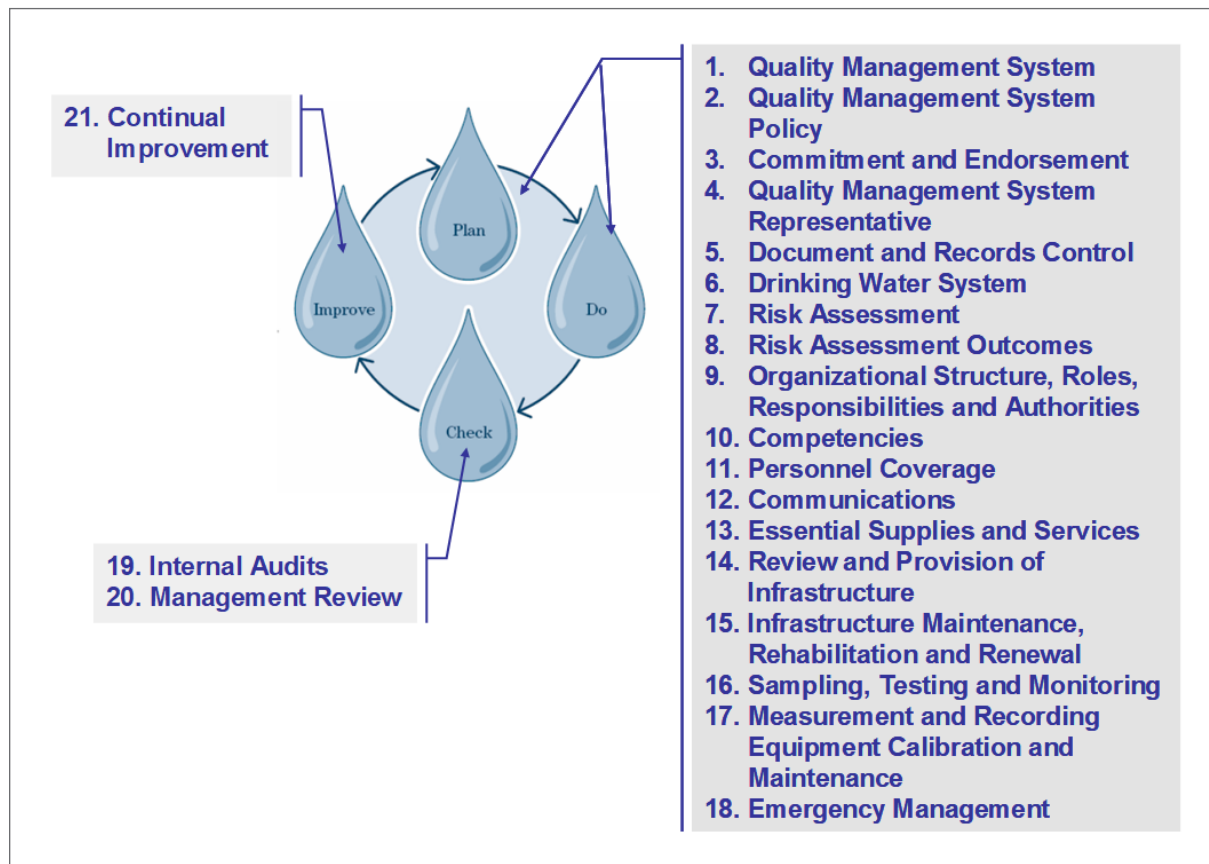 21. Continual
Improvement
Plan
Improve
Do
Check
19. Internal Audits
20. Management Review
1. Quality Management System
2. Quality Management System
Policy
3. Commitment and Endorsement
4. Quality Management System
Representative
5. Document and Records Control
6. Drinking Water System
7. Risk Assessment
8. Risk Assessment Outcomes
9. Organizational Structure, Roles,
Responsibilities and Authorities
10. Competencies
11. Personnel Coverage
12. Communications
13. Essential Supplies and Services
14. Review and Provision of
Infrastructure
15. Infrastructure Maintenance,
Rehabilitation and Renewal
16. Sampling, Testing and Monitoring
17. Measurement and Recording
Equipment Calibration and
Maintenance
18. Emergency Management